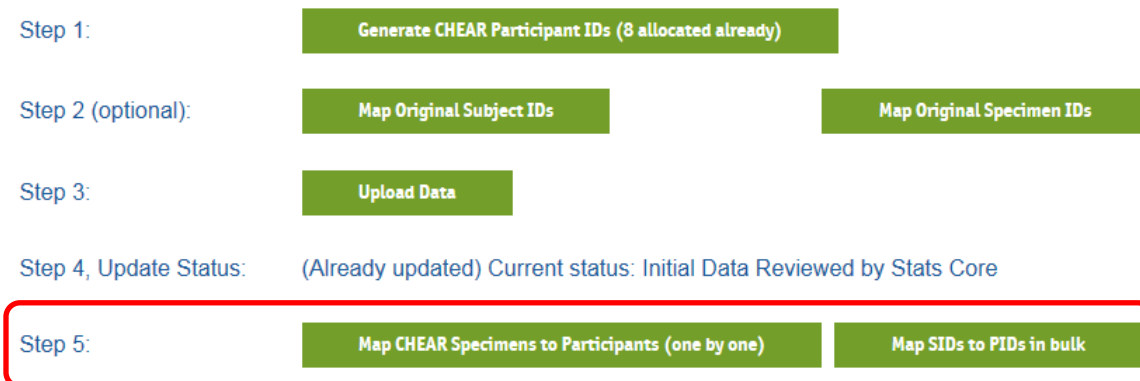 Step 1: Generate CHEAR Participant IDs (8 allocated already)
Step 2 (optional): Map Original Subject IDs Map Original Specimen IDs
Step 3: Upload Data
Step 4, Update Status: (Already updated) Current status: Initial Data Reviewed by Stats Core
Step 5: Map CHEAR Specimens to Participants (one by one) Map SIDs to PIDs in bulk